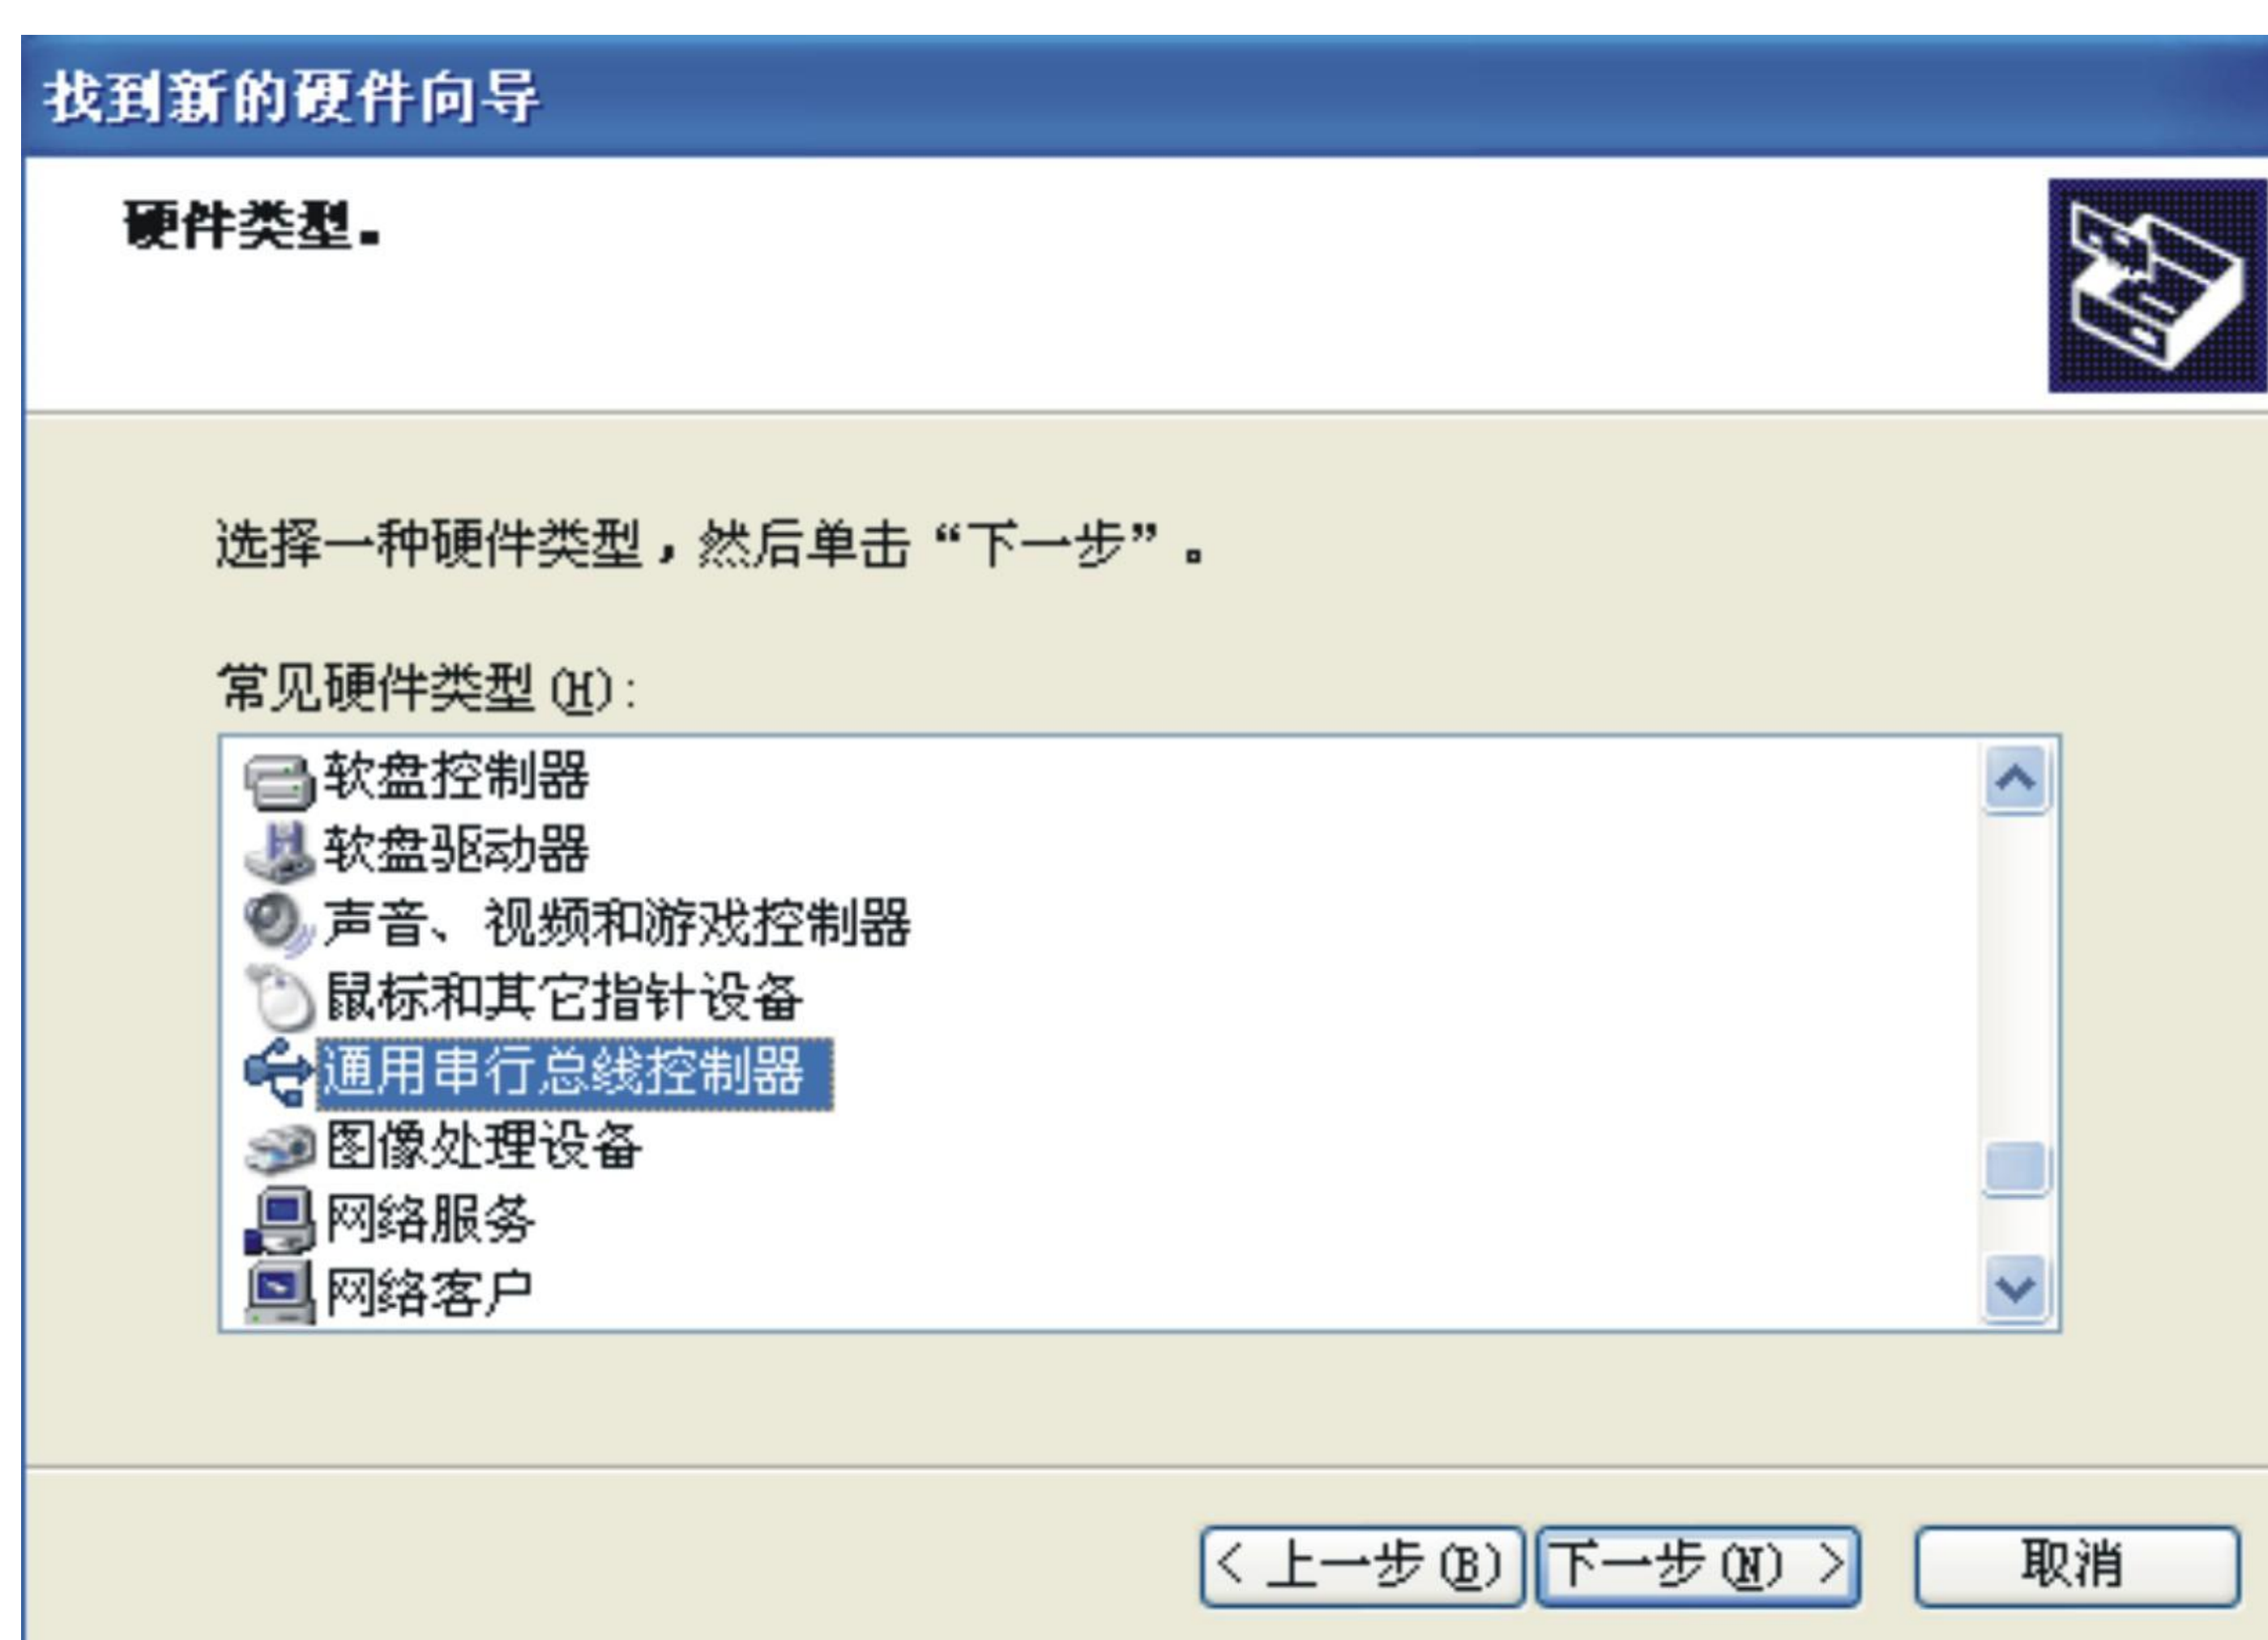 找到新的硬件向导
硬件类型。
选择一种硬件类型，然后单击“下一步”。
常见硬件类型(H):
软盘控制器
软盘驱动器
声音、视频和游戏控制器
鼠标和其它指针设备
通用串行总线控制器
图像处理设备
网络服务
网络客户
< 上一步(B) 下一步(N) > 取消